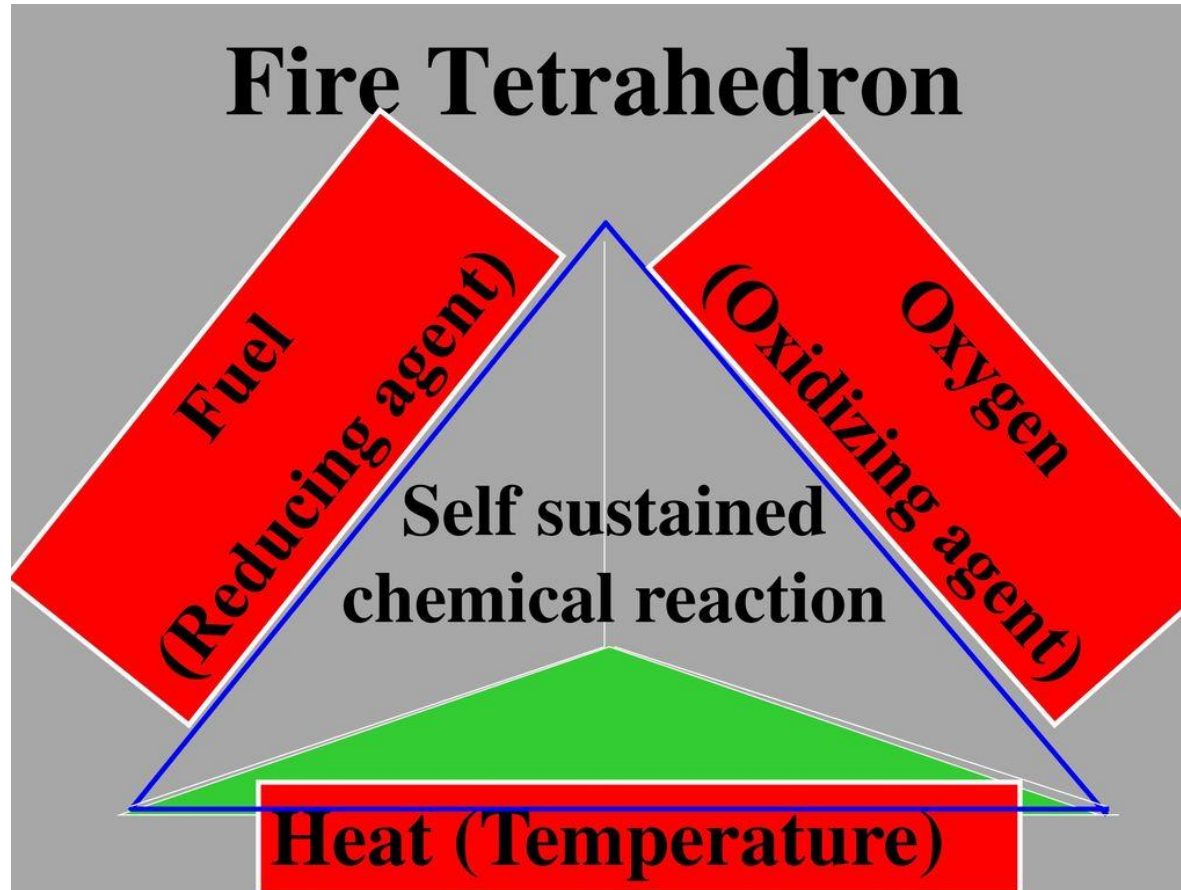 Fire Tetrahedron
Fuel
(Reducing agent)
Oxygen
(Oxidizing agent)
Self sustained
chemical reaction
Heat (Temperature)